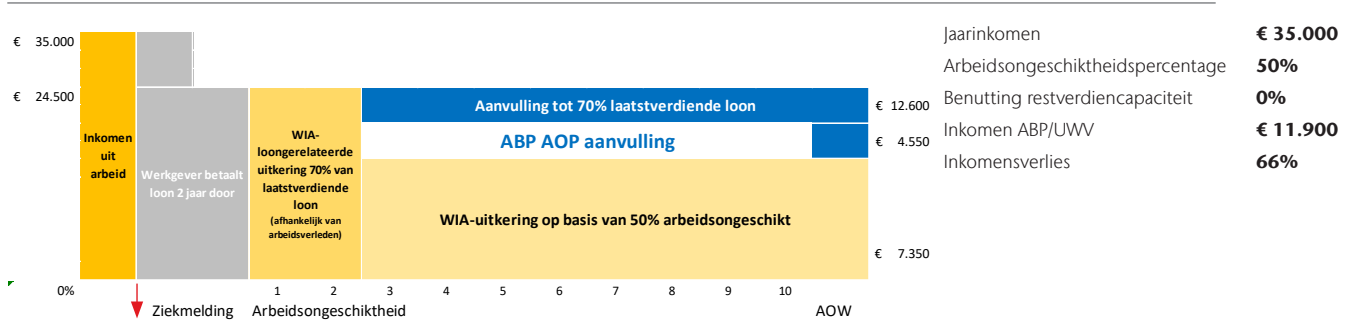 € 35.000
€ 24.500
0%
Inkomen
uit
arbeid
Werkgever betaalt
loon 2 jaar door
WIA-
loongerelateerde
uitkering 70% van
laatstverdiende
loon
(afhankelijk van
arbeidsverleden)
Aanvulling tot 70% laatstverdiende loon
ABP AOP aanvulling
WIA-uitkering op basis van 50% arbeidsongeschikt
€ 12.600
€ 4.550
€ 7.350
1 2 3 4 5 6 7 8 9 10
Ziekmelding Arbeidsongeschiktheid AOW
Jaarinkomen € 35.000
Arbeidsongeschiktheidspercentage 50%
Benutting restverdiencapaciteit 0%
Inkomen ABP/UWV € 11.900
Inkomensverlies 66%